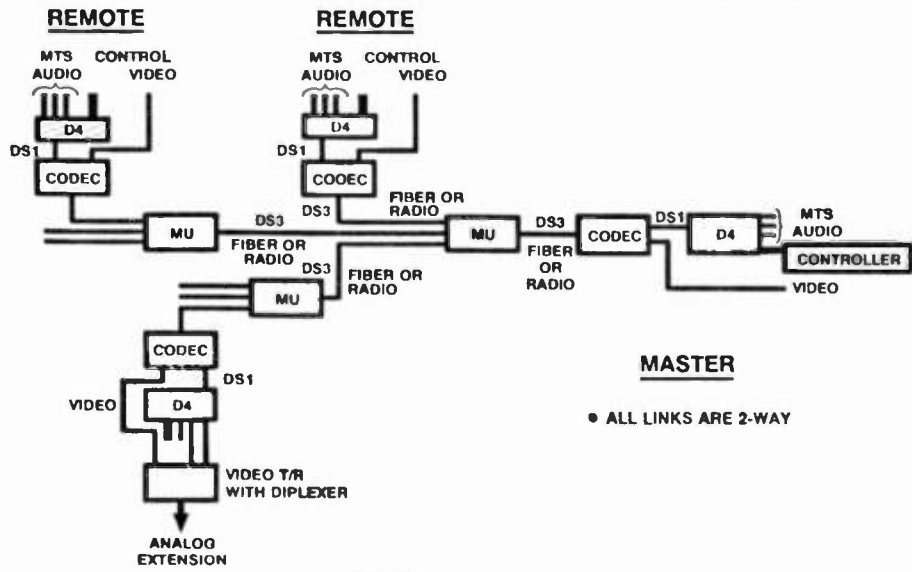 REMOTE
REMOTE
MTS AUDIO
CONTROL
VIDEO
MTS AUDIO
CONTROL
VIDEO
D4
D4
DS1
DS1
CODEC
COOEC
DS3
FIBER OR RADIO
MU
DS3
FIBER OR RADIO
MU
DS3
FIBER OR RADIO
CODEC
DS1
D4
MTS AUDIO
CONTROLLER
VIDEO
DS3
FIBER OR RADIO
MU
CODEC
DS1
VIDEO
D4
VIDEO T/R
WITH DIPLEXER
ANALOG
EXTENSION
MASTER
● ALL LINKS ARE 2-WAY